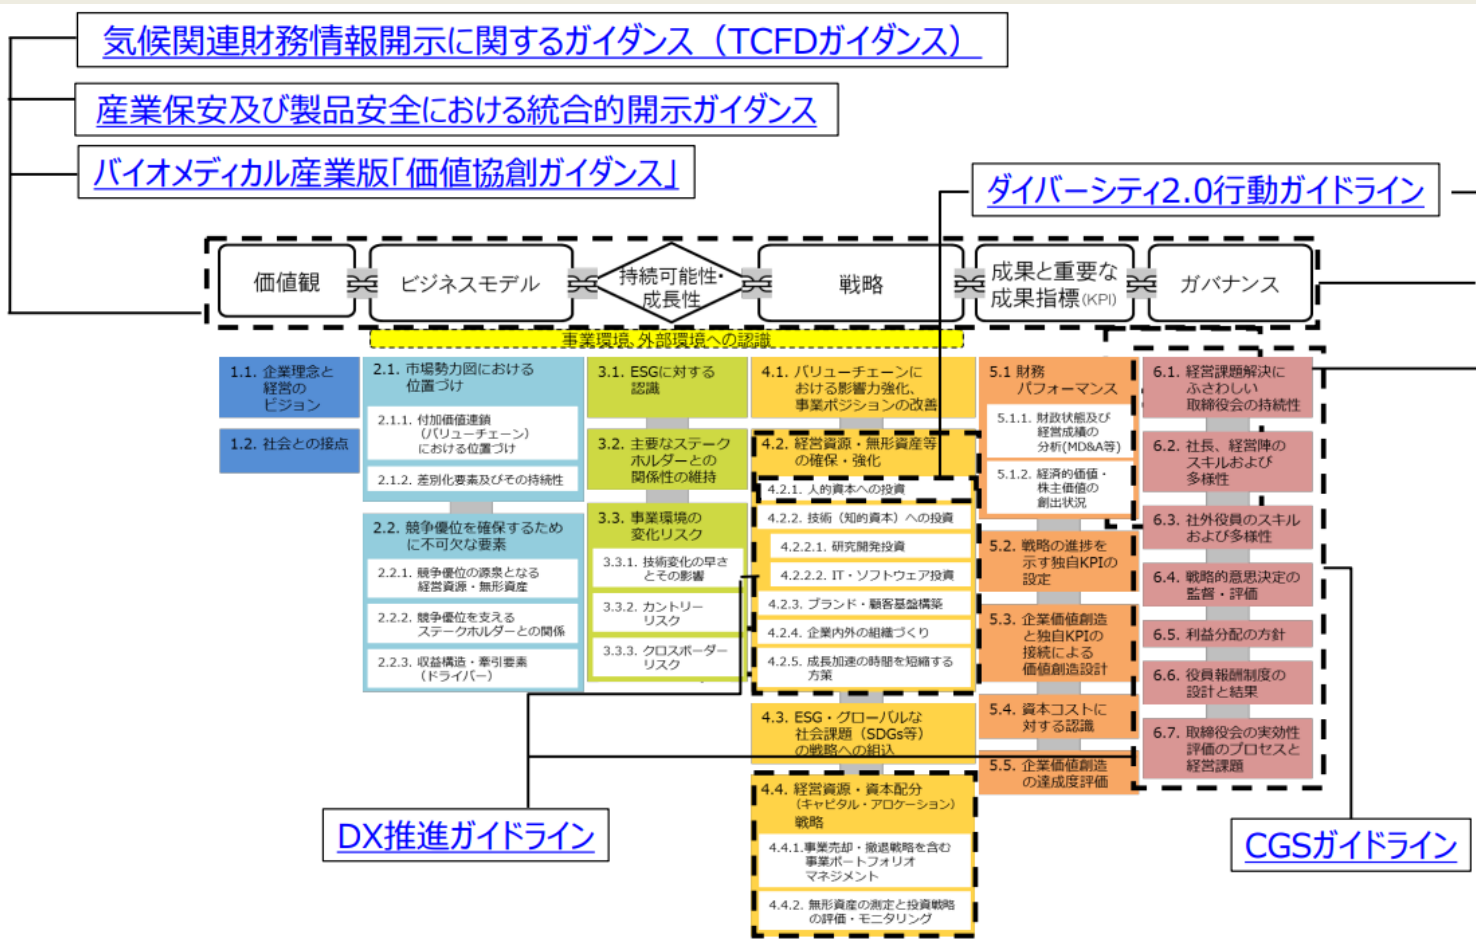 気候関連財務情報開示に関するガイダンス（TCFDガイダンス）
産業保安及び製品安全における統合的開示ガイダンス
バイオメディカル産業版「価値協創ガイダンス」
ダイバーシティ2.0行動ガイドライン
価値観
ビジネスモデル
持続可能性・
成長性
戦略
成果と重要な
成果指標(KPI)
ガバナンス
事業環境、外部環境への認識
1.1. 企業理念と
経営の
ビジョン
1.2. 社会との接点
2.1. 市場勢力図における
位置づけ
2.1.1. 付加価値連鎖
（バリューチェーン）
における位置づけ
2.1.2. 差別化要素及びその持続性
2.2. 競争優位を確保するため
に不可欠な要素
2.2.1. 競争優位の源泉となる
経営資源・無形資産
2.2.2. 競争優位を支える
ステークホルダーとの関係
2.2.3. 収益構造・牽引要素
（ドライバー）
3.1. ESGに対する
認識
3.2. 主要なステーク
ホルダーとの
関係性の維持
3.3. 事業環境の
変化リスク
3.3.1. 技術変化の早さ
とその影響
3.3.2. カントリー
リスク
3.3.3. クロスボーダー
リスク
4.1. バリューチェーンに
おける影響力強化、
事業ポジションの改善
4.2. 経営資源・無形資産等
の確保・強化
4.2.1. 人的資本への投資
4.2.2. 技術（知的資本）への投資
4.2.2.1. 研究開発投資
4.2.2.2. IT・ソフトウェア投資
4.2.3. ブランド・顧客基盤構築
4.2.4. 企業内外の組織づくり
4.2.5. 成長加速の時間を短縮する
方策
4.3. ESG・グローバルな
社会課題（SDGs等）
の戦略への組込
4.4. 経営資源・資本配分
（キャピタル・アロケーション）
戦略
4.4.1.事業売却・撤退戦略を含む
事業ポートフォリオ
マネジメント
4.4.2. 無形資産の測定と投資戦略
の評価・モニタリング
5.1 財務
パフォーマンス
5.1.1. 財政状態及び
経営成績の
分析(MD&A等)
5.1.2. 経済的価値・
株主価値の
創出状況
5.2. 戦略の進捗を
示す独自KPIの
設定
5.3. 企業価値創造
と独自KPIの
接続による
価値創造設計
5.4. 資本コストに
対する認識
5.5. 企業価値創造
の達成度評価
6.1. 経営課題解決に
ふさわしい
取締役会の持続性
6.2. 社長、経営陣の
スキルおよび
多様性
6.3. 社外役員のスキル
および多様性
6.4. 戦略的意思決定の
監督・評価
6.5. 利益分配の方針
6.6. 役員報酬制度の
設計と結果
6.7. 取締役会の実効性
評価のプロセスと
経営課題
DX推進ガイドライン
CGSガイドライン